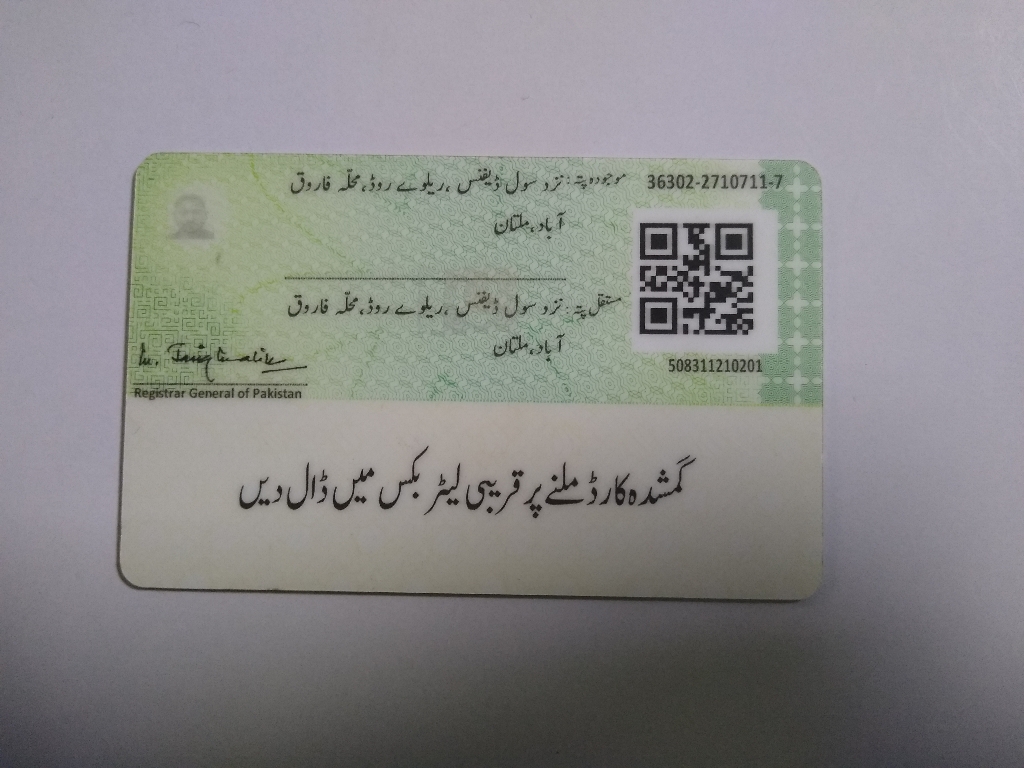 موجودہ پتہ: نزد سول ڈیفنس ،ریلوے روڈ،محلّہ فاروق
آباد،ملتان
36302-2710711-7
مستقل پتہ: نزد سول ڈیفنس ،ریلوے روڈ،محلّہ فاروق
آباد،ملتان
508311210201
Registrar General of Pakistan
گمشدہ کارڈ ملنے پر قریبی لیٹر بکس میں ڈال دیں